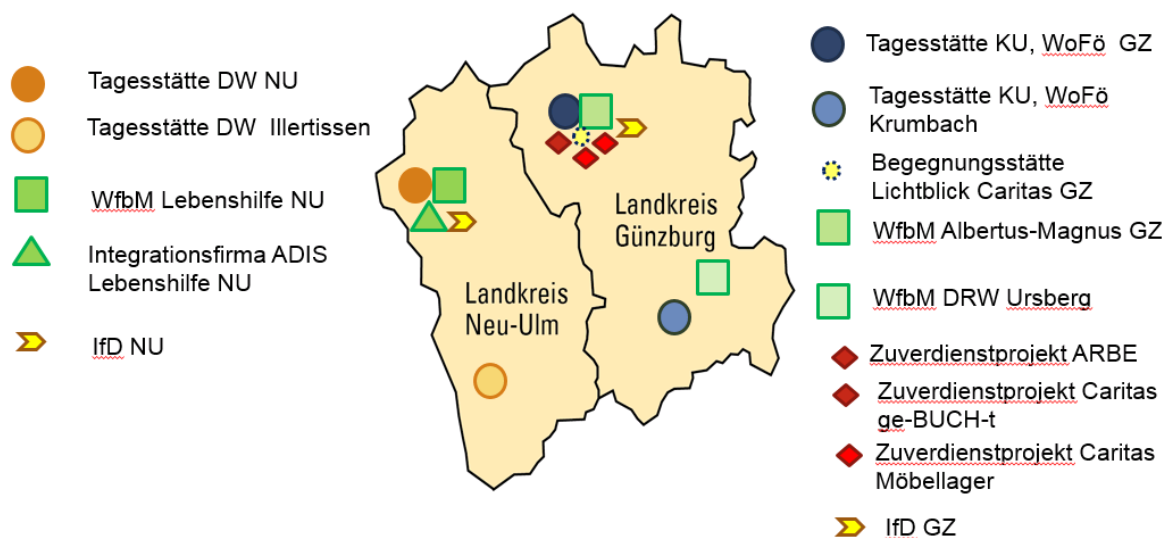 Tagesstätte DW NU
Tagesstätte DW Illertissen
WfbM Lebenshilfe NU
Integrationsfirma ADIS
Lebenshilfe NU
IfD NU
Landkreis
Neu-Ulm
Landkreis
Günzburg
Tagesstätte KU, WoFö GZ
Tagesstätte KU, WoFö
Krumbach
Begegnungsstätte
Lichtblick Caritas GZ
WfbM Albertus-Magnus GZ
WfbM DRW Ursberg
Zuverdienstprojekt ARBE
Zuverdienstprojekt Caritas
ge-BUCH-t
Zuverdienstprojekt Caritas
Möbellager
IfD GZ